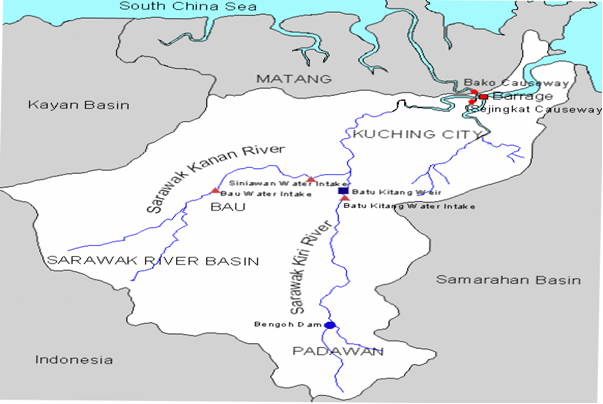 South China Sea
MATANG
Bako Causeway
Barrage
Sejingkat Causeway
Kayan Basin
KUCHING CITY
Sarawak Kanan River
Siniawan Water Intake
Bau Water Intake
Batu Kitang Weir
Batu Kitang Water Intake
BAU
Sarawak Kiri River
SARAWAK RIVER BASIN
Samarahan Basin
Bengoh Dam
PADAWAN
Indonesia